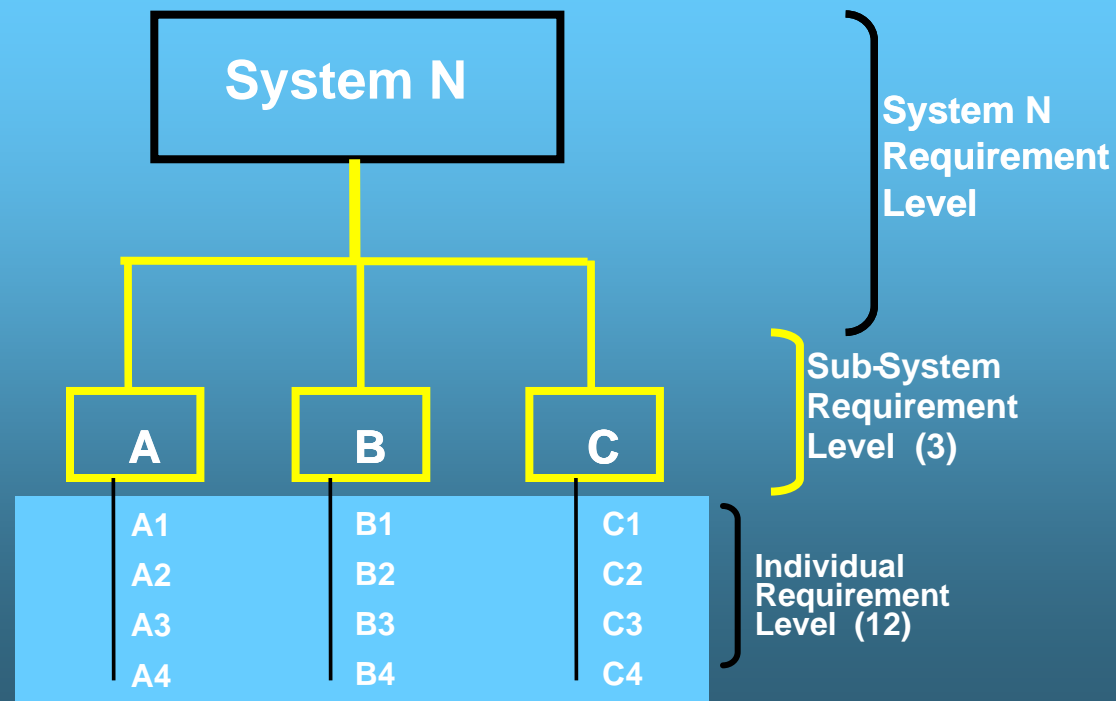 System N
System N
Requirement
Level
Sub-System
Requirement
Level (3)
A B C
A1 B1 C1
A2 B2 C2
A3 B3 C3
A4 B4 C4
Individual
Requirement
Level (12)